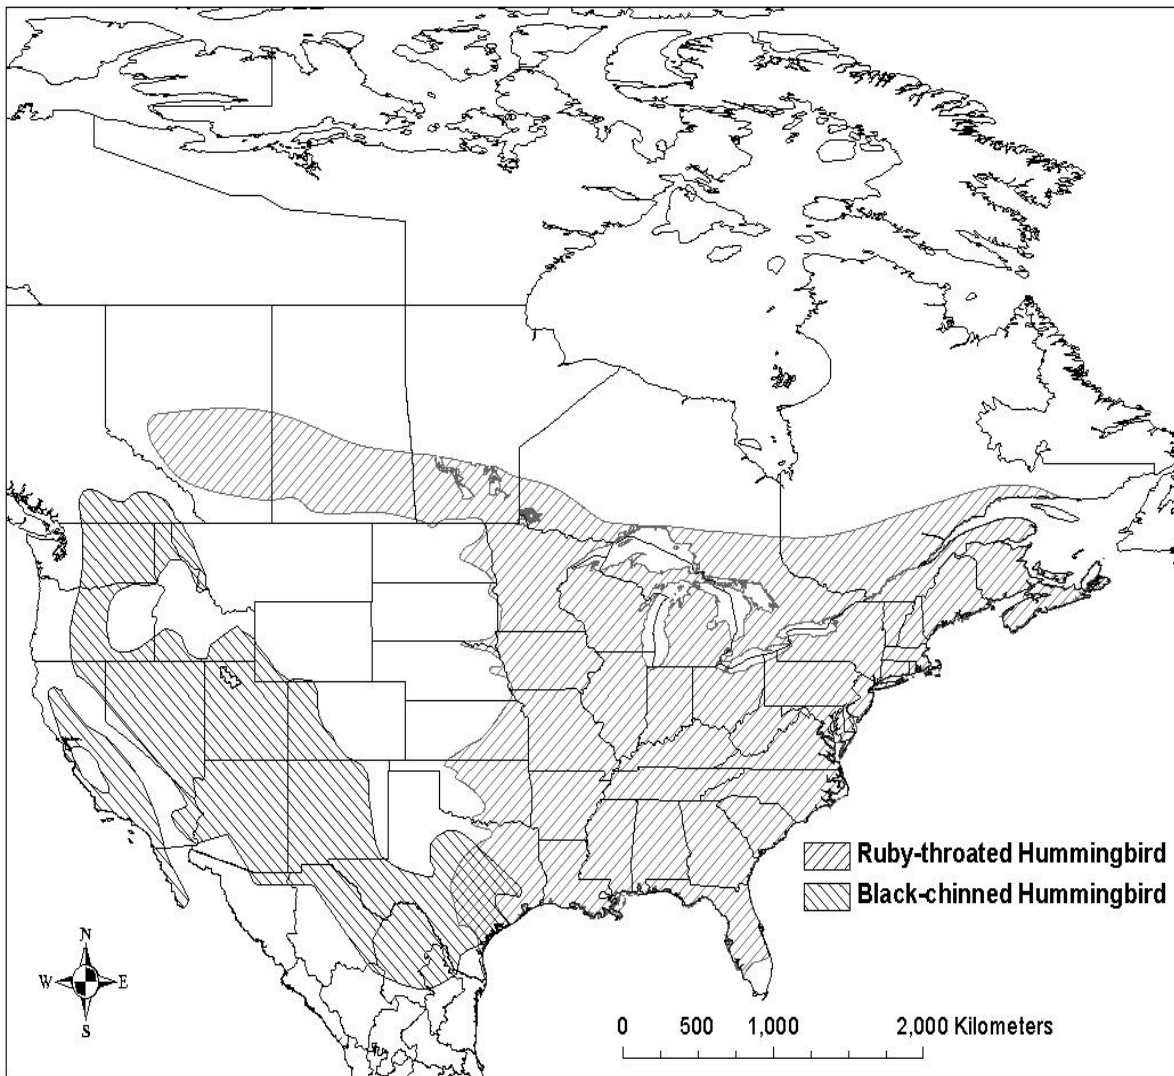 Ruby-throated Hummingbird
Black-chinned Hummingbird
N
W E
S
0 500 1,000 2,000 Kilometers